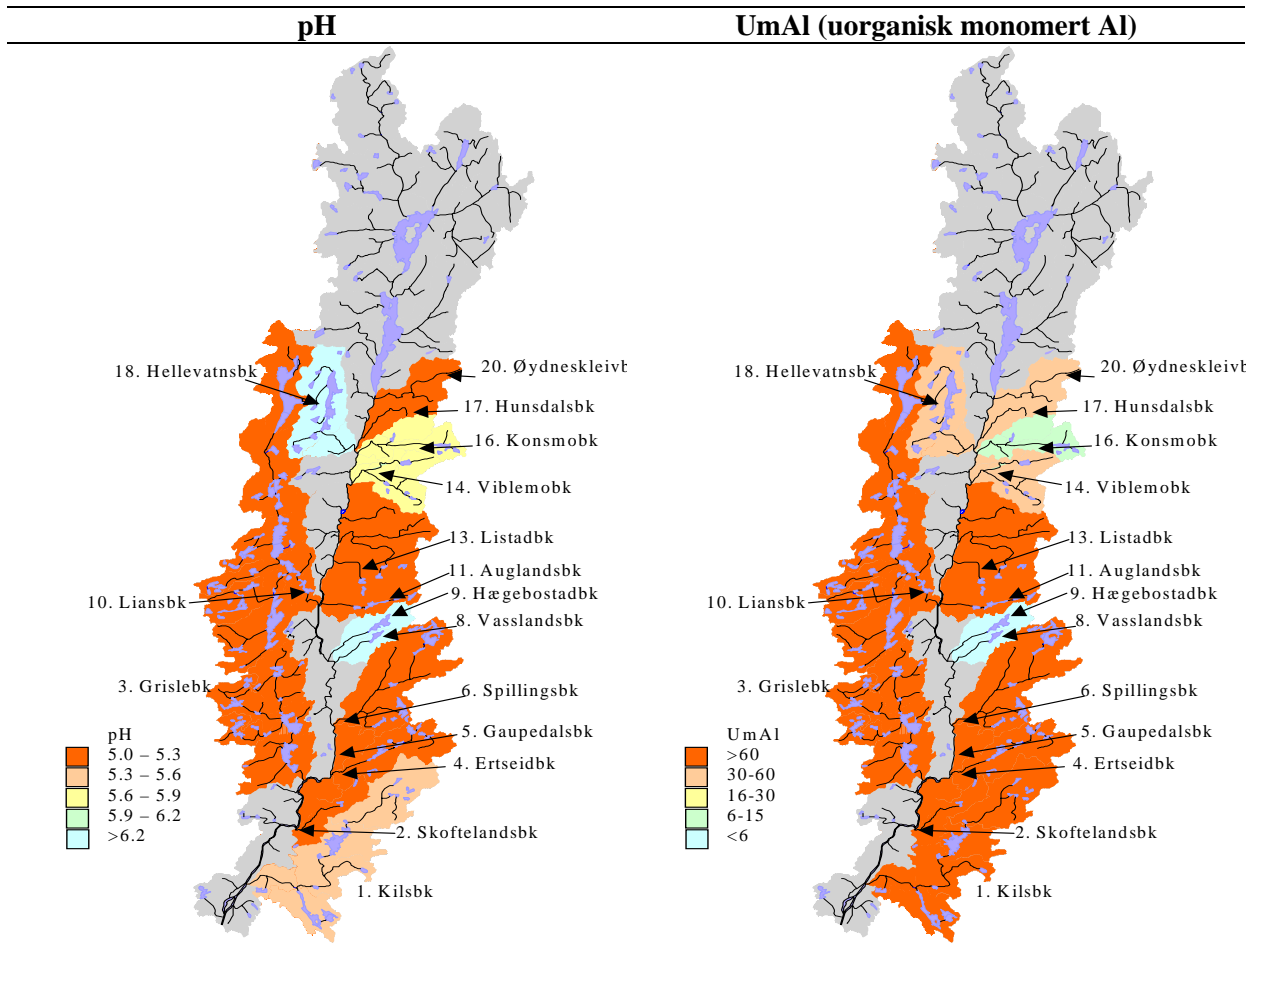 pH
UmAl (uorganisk monomert Al)
18. Hellevatnsbk
20. Øydneskleivb
17. Hunsdalsbk
16. Konsmobk
14. Viblemobk
13. Listadbk
11. Auglandsbk
9. Hægebostadbk
10. Liansbk
8. Vasslandsbk
3. Grislebk
6. Spillingsbk
5. Gaupedalsbk
4. Ertseidbk
2. Skoftelandsbk
1. Kilsbk
pH
5.0 – 5.3
5.3 – 5.6
5.6 – 5.9
5.9 – 6.2
>6.2
18. Hellevatnsbk
20. Øydneskleivb
17. Hunsdalsbk
16. Konsmobk
14. Viblemobk
13. Listadbk
11. Auglandsbk
9. Hægebostadbk
10. Liansbk
8. Vasslandsbk
3. Grislebk
6. Spillingsbk
5. Gaupedalsbk
4. Ertseidbk
2. Skoftelandsbk
1. Kilsbk
UmAl
>60
30-60
16-30
6-15
<6